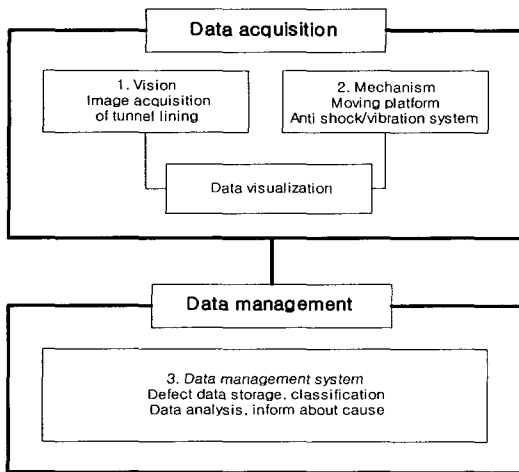 Data acquisition
1. Vision
Image acquisition
of tunnel lining
2. Mechanism
Moving platform
Anti shock/vibration system
Data visualization
Data management
3. Data management system
Defect data storage, classification
Data analysis, inform about cause